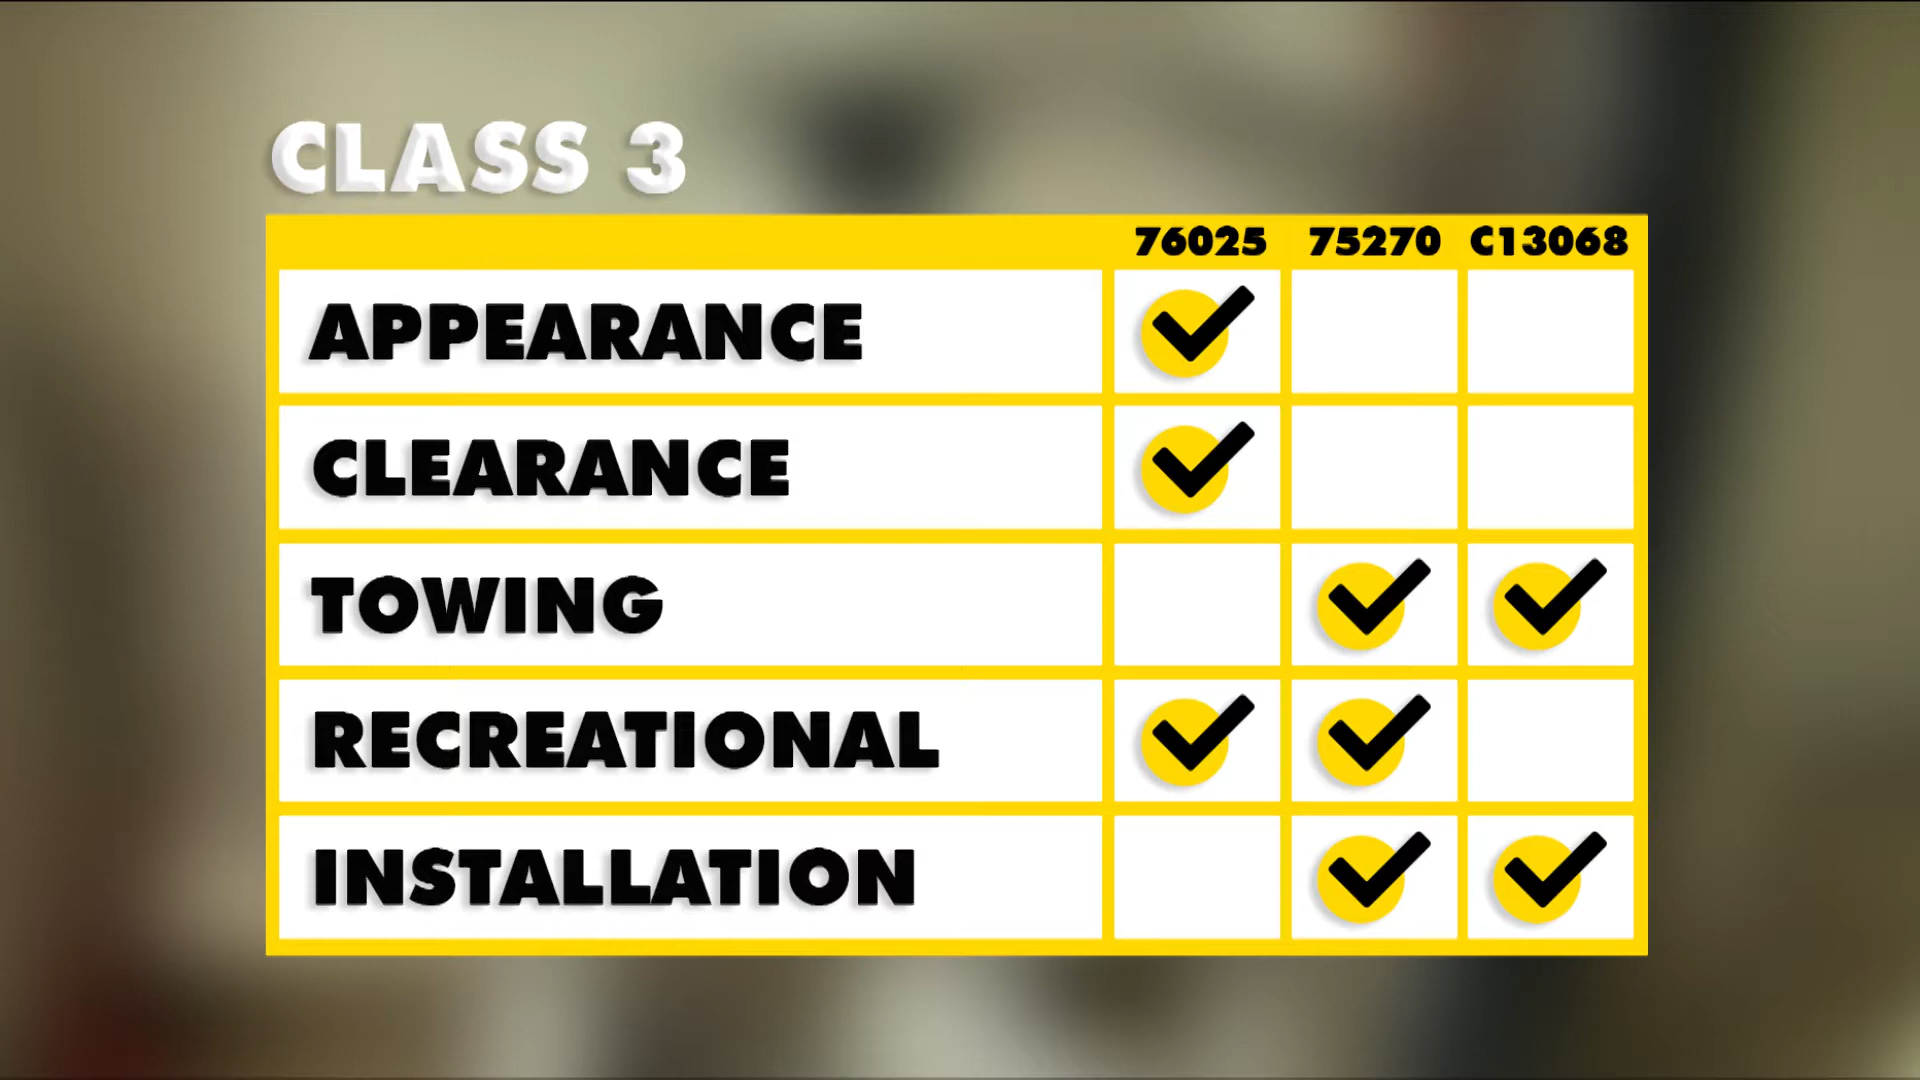 CLASS 3
76025 75270 C13068
APPEARANCE
CLEARANCE
TOWING
RECREATIONAL
INSTALLATION